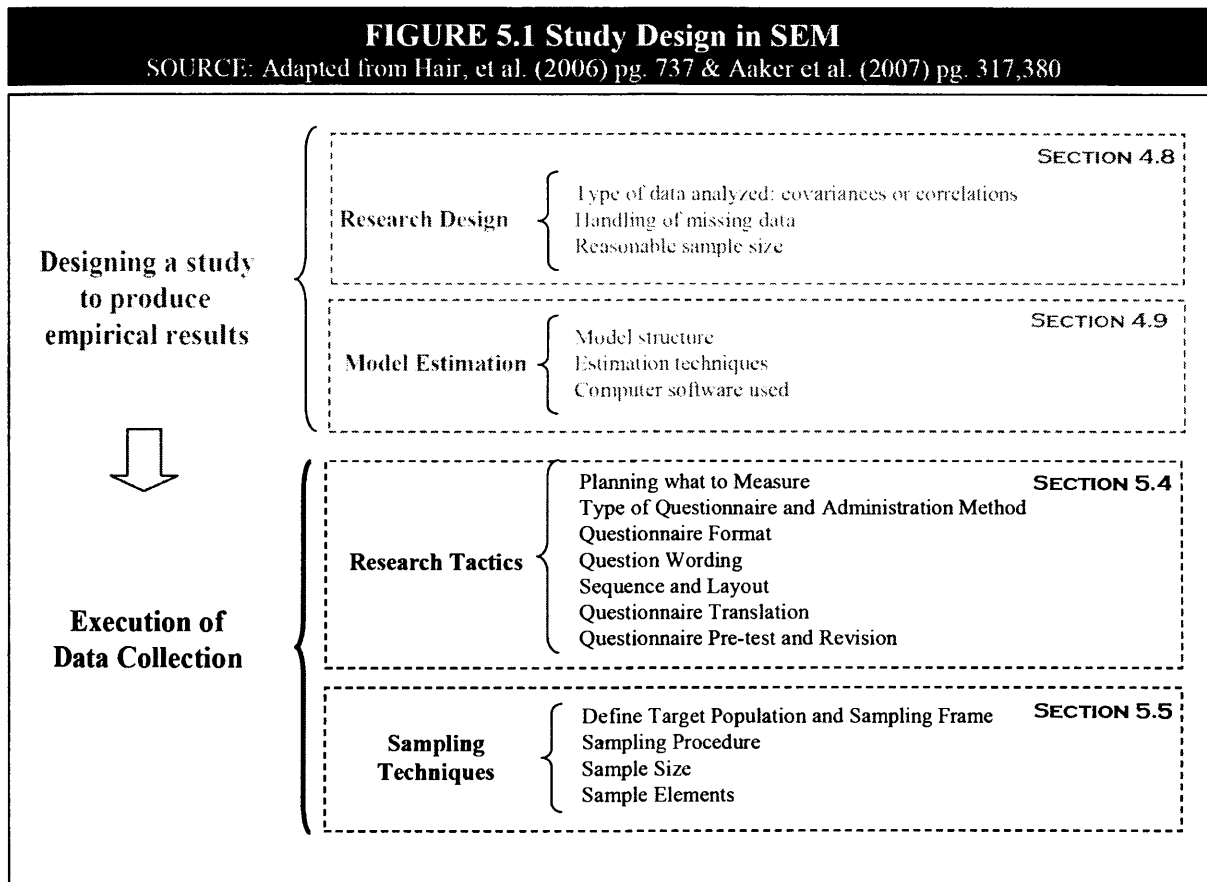 FIGURE 5.1 Study Design in SEM
SOURCE: Adapted from Hair, et al. (2006) pg. 737 & Aaker et al. (2007) pg. 317,380
Designing a study
to produce
empirical results
SECTION 4.8
Research Design
Type of data analyzed: covariances or correlations
Handling of missing data
Reasonable sample size
SECTION 4.9
Model Estimation
Model structure
Estimation techniques
Computer software used
Execution of
Data Collection
SECTION 5.4
Research Tactics
Planning what to Measure
Type of Questionnaire and Administration Method
Questionnaire Format
Question Wording
Sequence and Layout
Questionnaire Translation
Questionnaire Pre-test and Revision
SECTION 5.5
Sampling
Techniques
Define Target Population and Sampling Frame
Sampling Procedure
Sample Size
Sample Elements